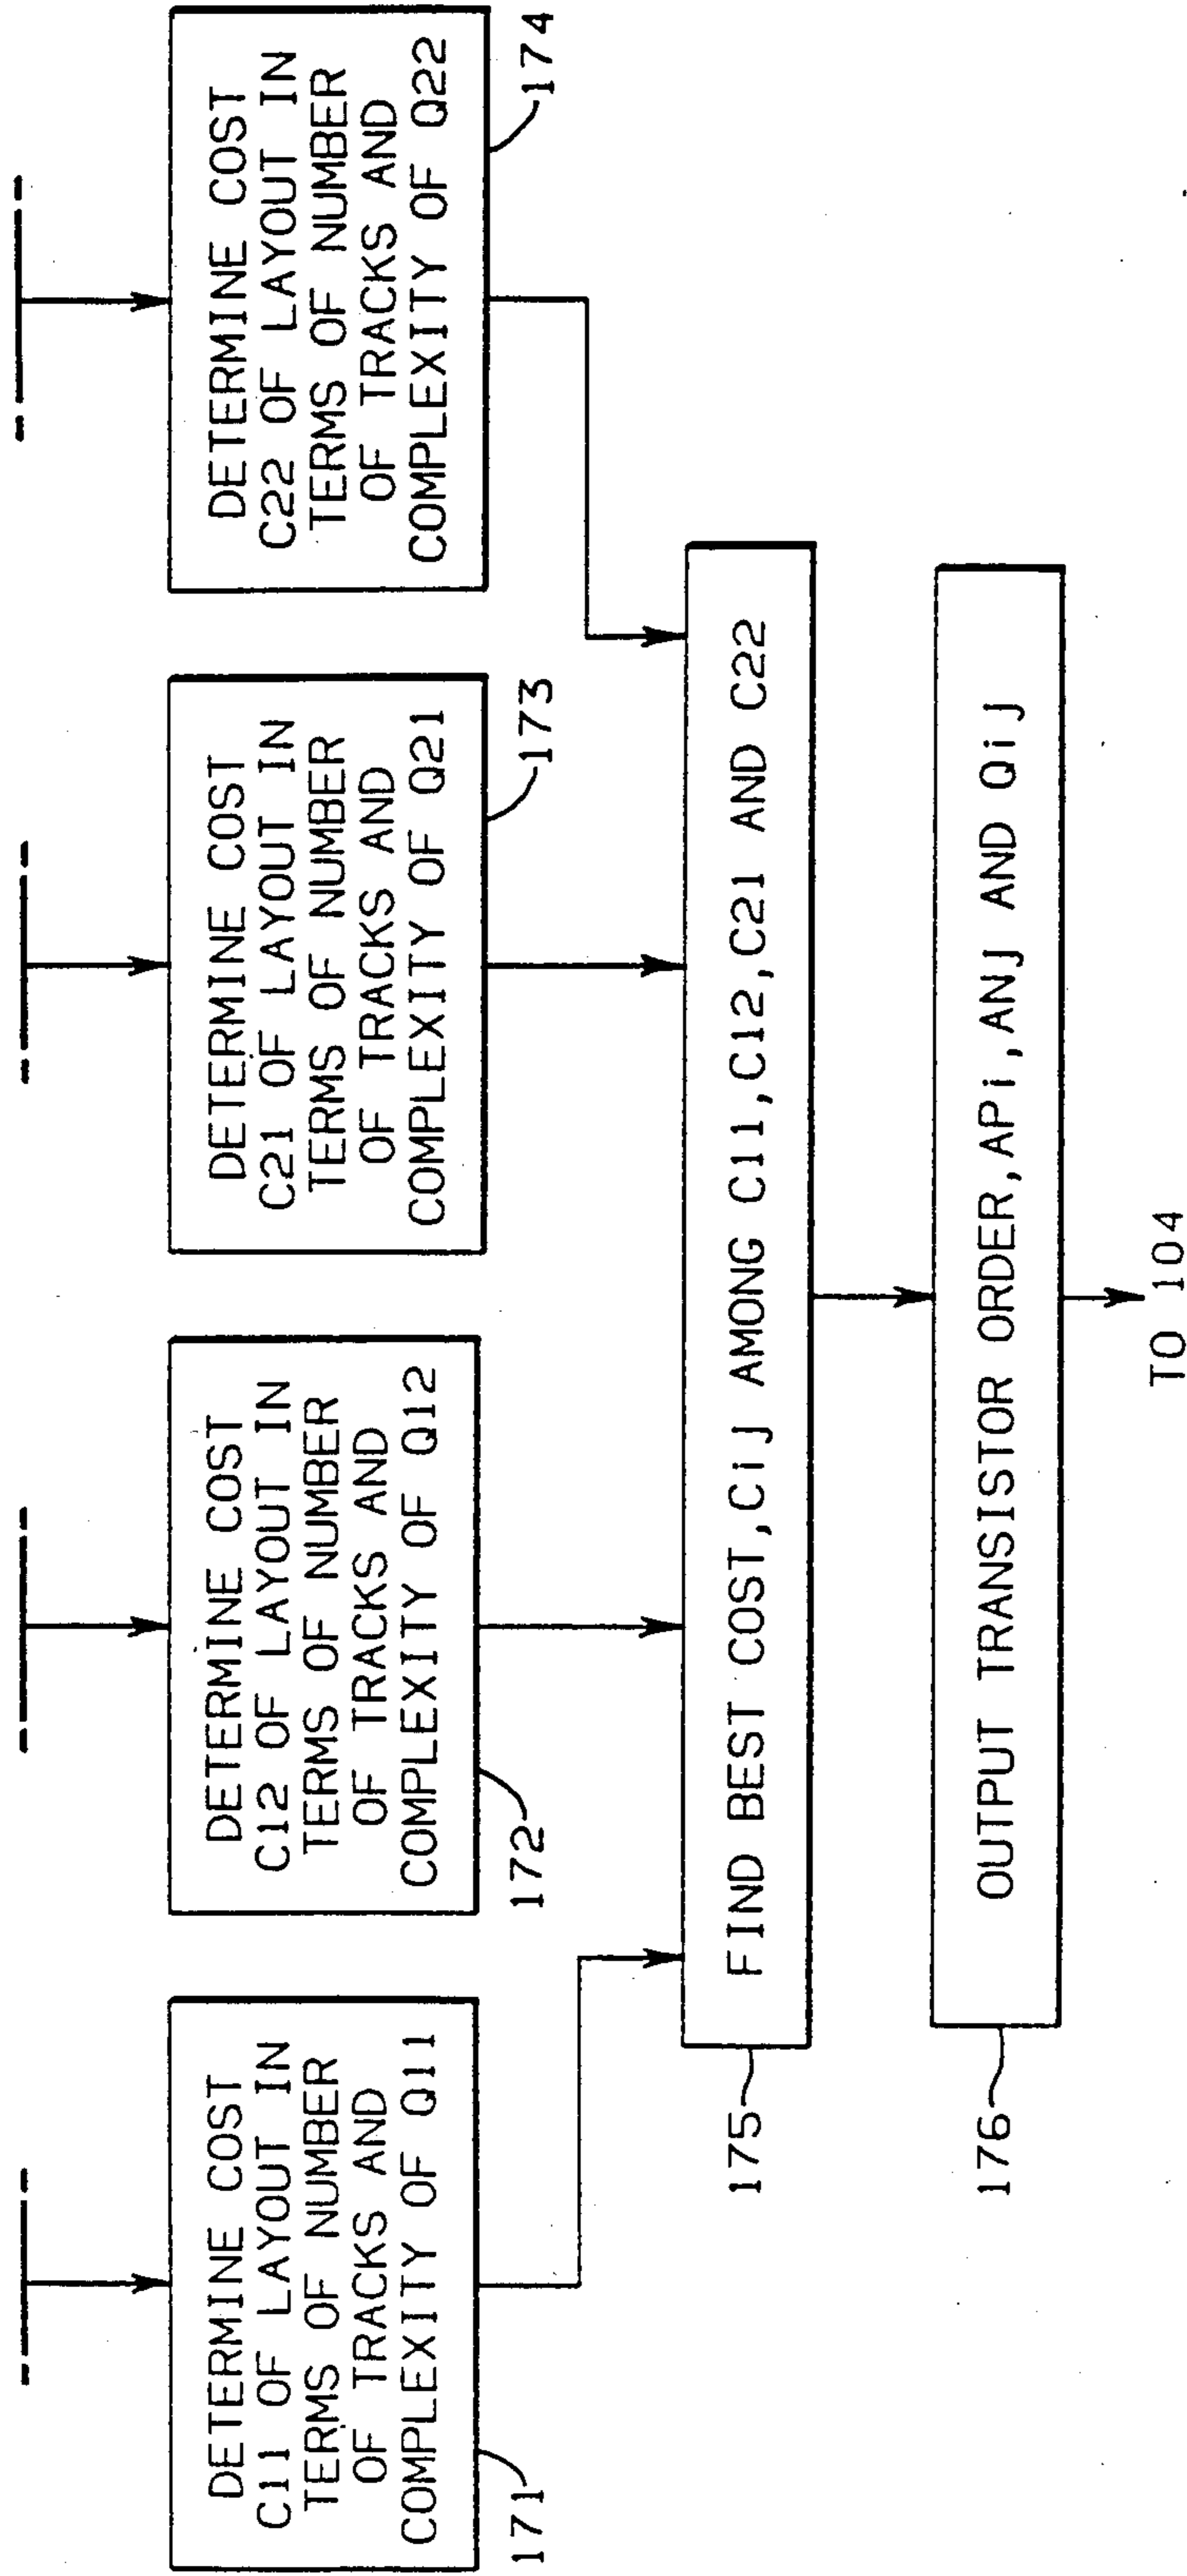 DETERMINE COST
C11 OF LAYOUT IN
TERMS OF NUMBER
OF TRACKS AND
COMPLEXITY OF Q11
171
DETERMINE COST
C12 OF LAYOUT IN
TERMS OF NUMBER
OF TRACKS AND
COMPLEXITY OF Q12
172
DETERMINE COST
C21 OF LAYOUT IN
TERMS OF NUMBER
OF TRACKS AND
COMPLEXITY OF Q21
173
DETERMINE COST
C22 OF LAYOUT IN
TERMS OF NUMBER
OF TRACKS AND
COMPLEXITY OF Q22
174
175
FIND BEST COST,Cij AMONG C11,C12,C21 AND C22
176
OUTPUT TRANSISTOR ORDER,APi,ANj AND Qij
TO 104